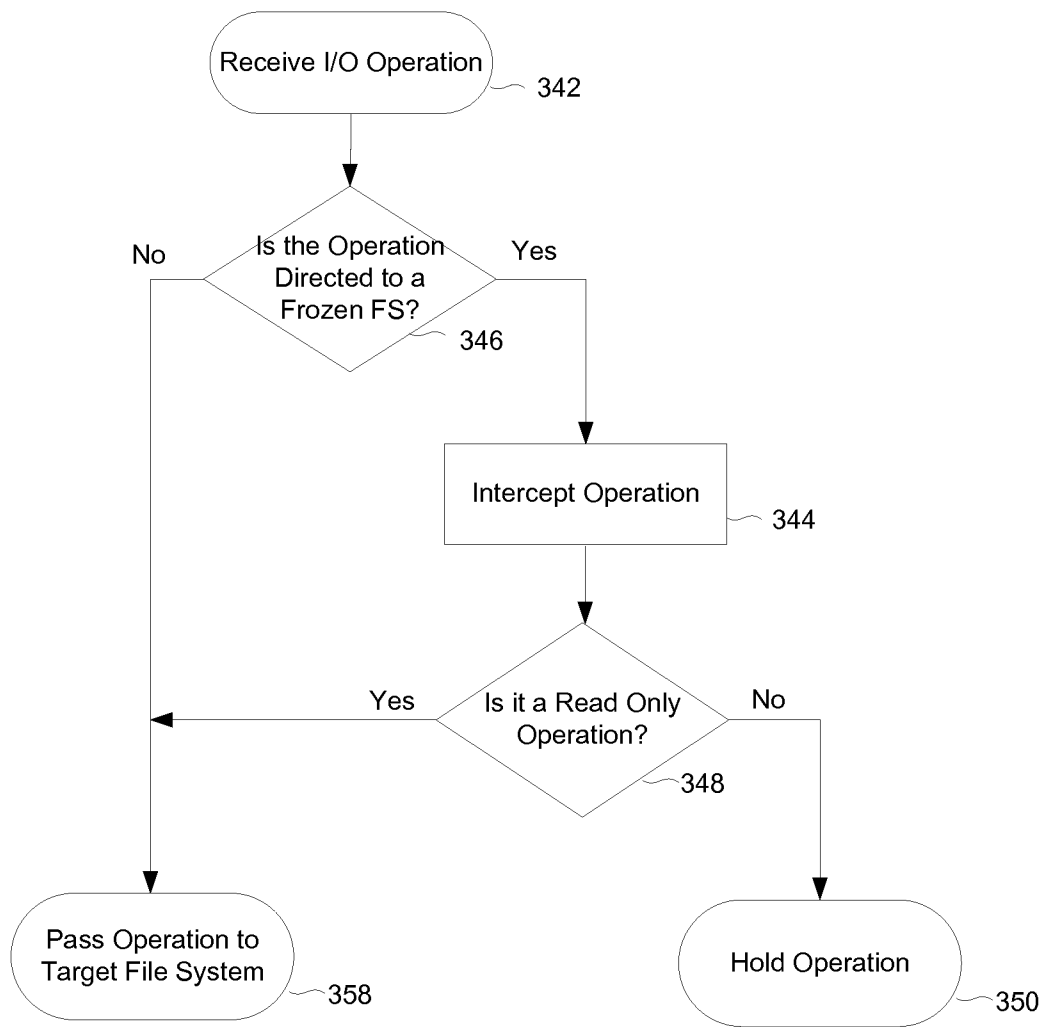 Receive I/O Operation
342
Is the Operation
Directed to a
Frozen FS?
No
Yes
346
Intercept Operation
344
Is it a Read Only
Operation?
Yes
No
348
Pass Operation to
Target File System
358
Hold Operation
350